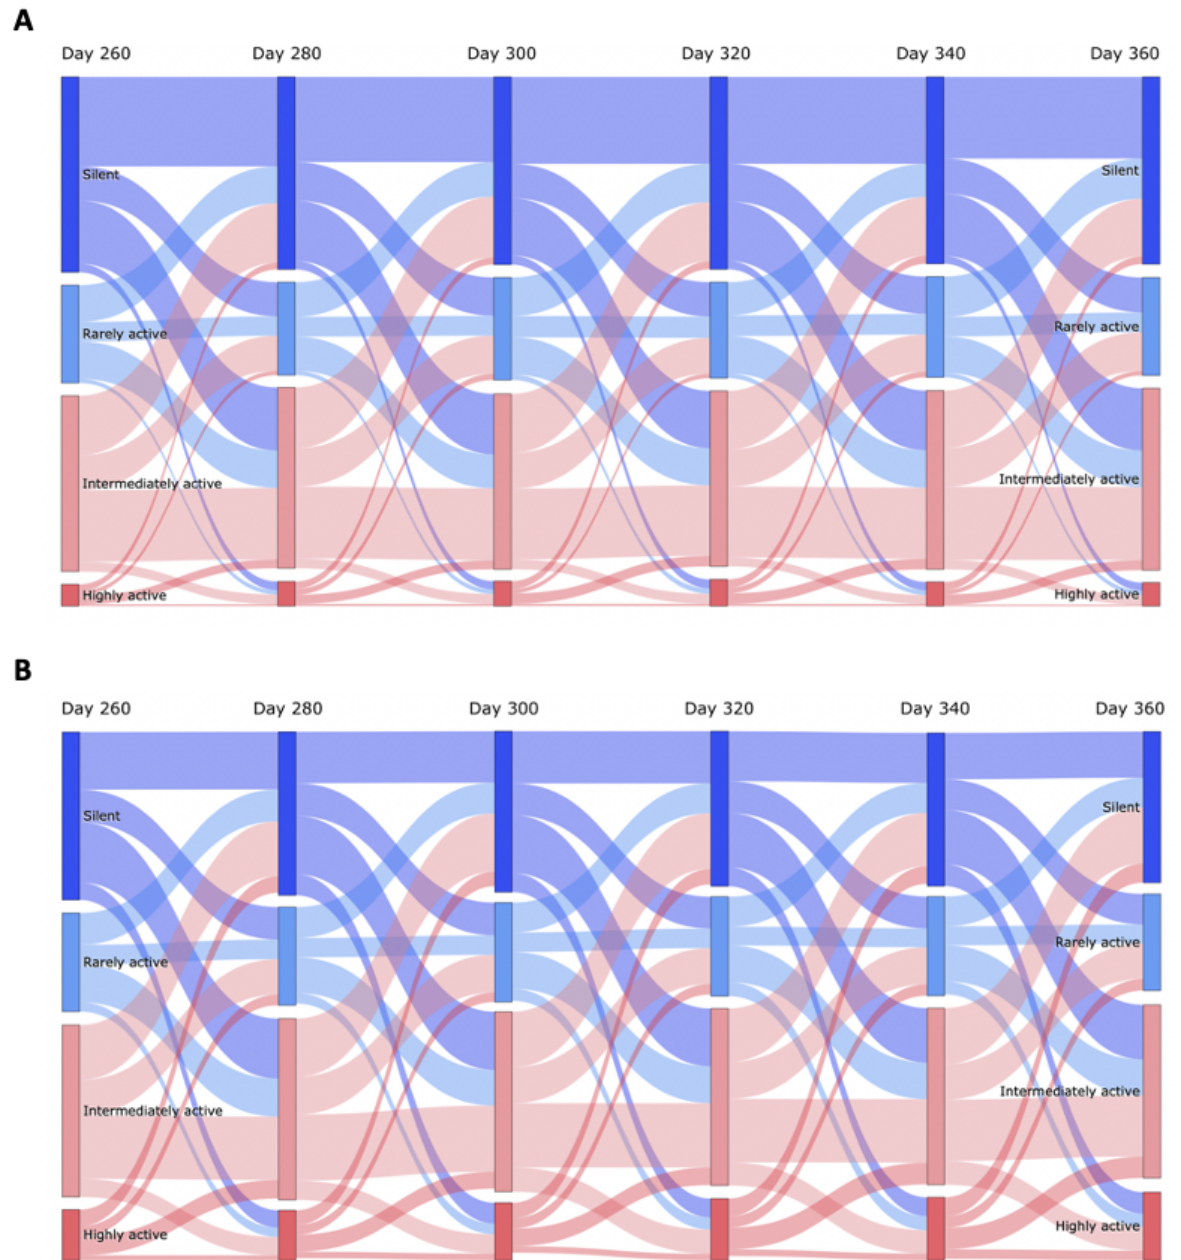 A
Day 260 Day 280 Day 300 Day 320 Day 340 Day 360
Silent Silent
Rarely active Rarely active
Intermediately active Intermediately active
Highly active Highly active
B
Day 260 Day 280 Day 300 Day 320 Day 340 Day 360
Silent Silent
Rarely active Rarely active
Intermediately active Intermediately active
Highly active Highly active